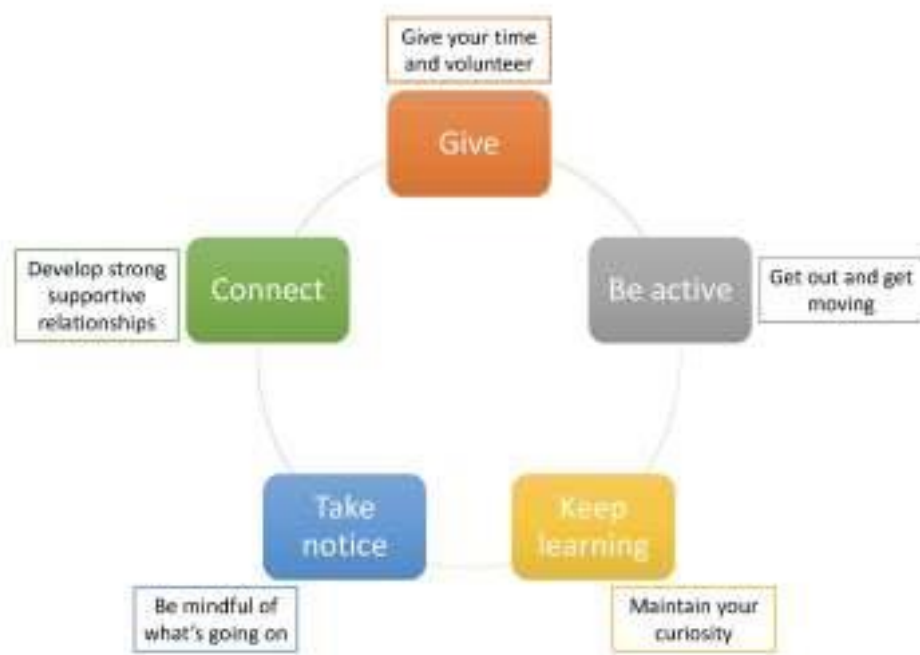 Give your time
and volunteer
Give
Connect
Develop strong
supportive
relationships
Be active
Get out and get
moving
Take
notice
Be mindful of
what's going on
Keep
learning
Maintain your
curiosity